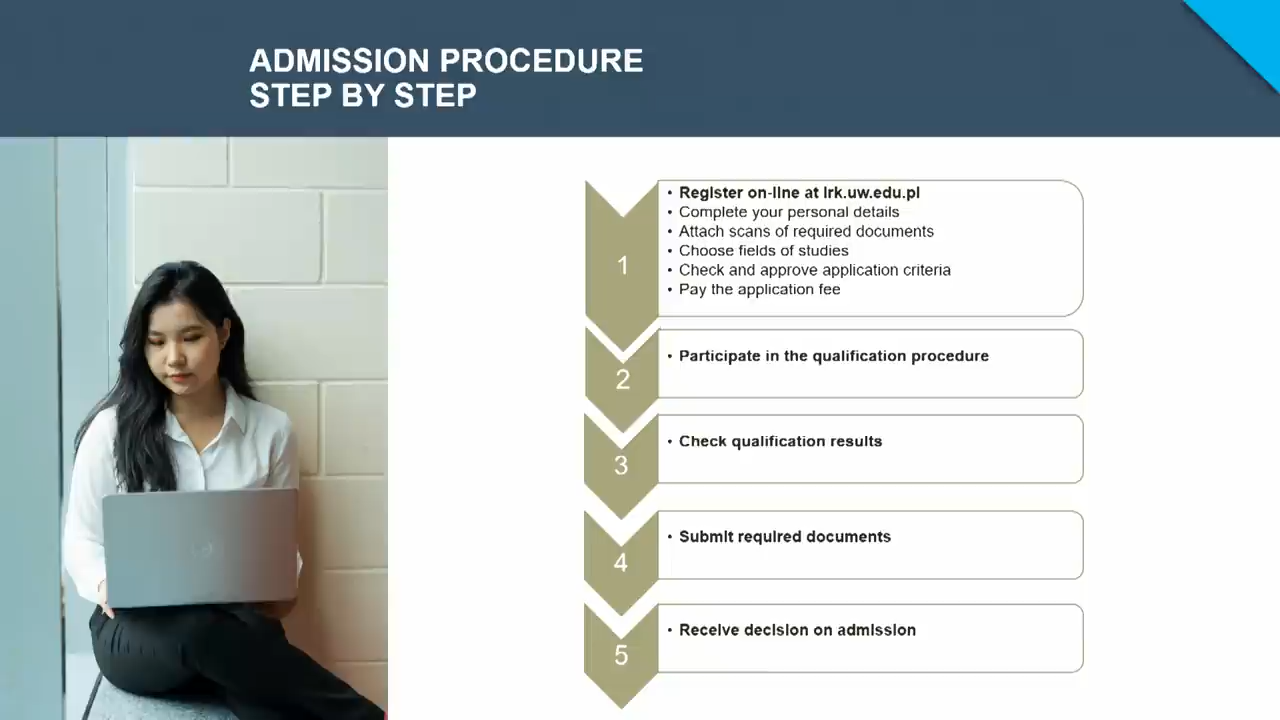 ADMISSION PROCEDURE
STEP BY STEP
1
• Register on-line at irk.uw.edu.pl
• Complete your personal details
• Attach scans of required documents
• Choose fields of studies
• Check and approve application criteria
• Pay the application fee
2
• Participate in the qualification procedure
3
• Check qualification results
4
• Submit required documents
5
• Receive decision on admission